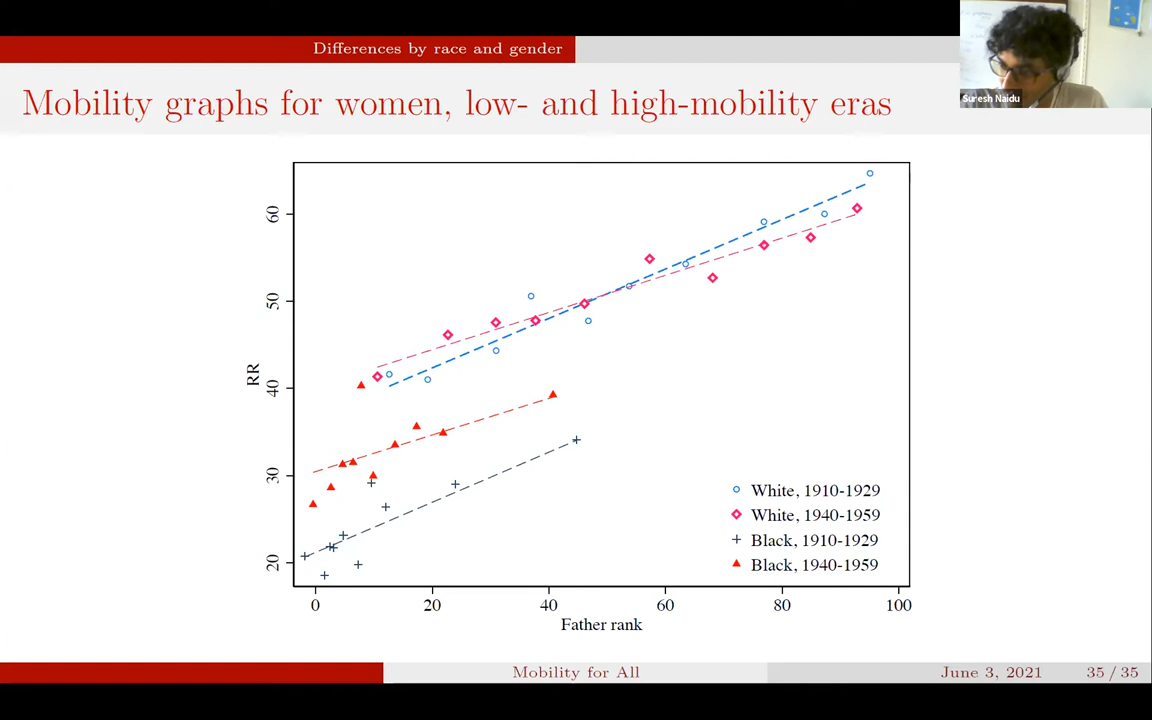 Differences by race and gender
Suresh Naidu
Mobility graphs for women, low- and high-mobility eras
60
50
40
30
20
RR
White, 1910-1929
White, 1940-1959
Black, 1910-1929
Black, 1940-1959
0 20 40 60 80 100
Father rank
Mobility for All June 3, 2021 35 / 35